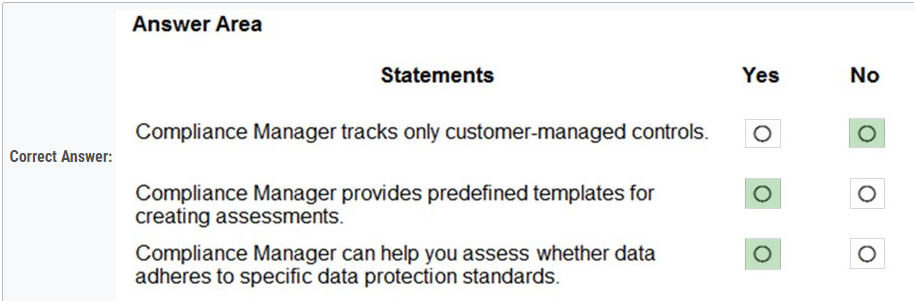 Answer Area
Statements Yes No
Compliance Manager tracks only customer-managed controls.
Correct Answer:
Compliance Manager provides predefined templates for
creating assessments.
Compliance Manager can help you assess whether data
adheres to specific data protection standards.